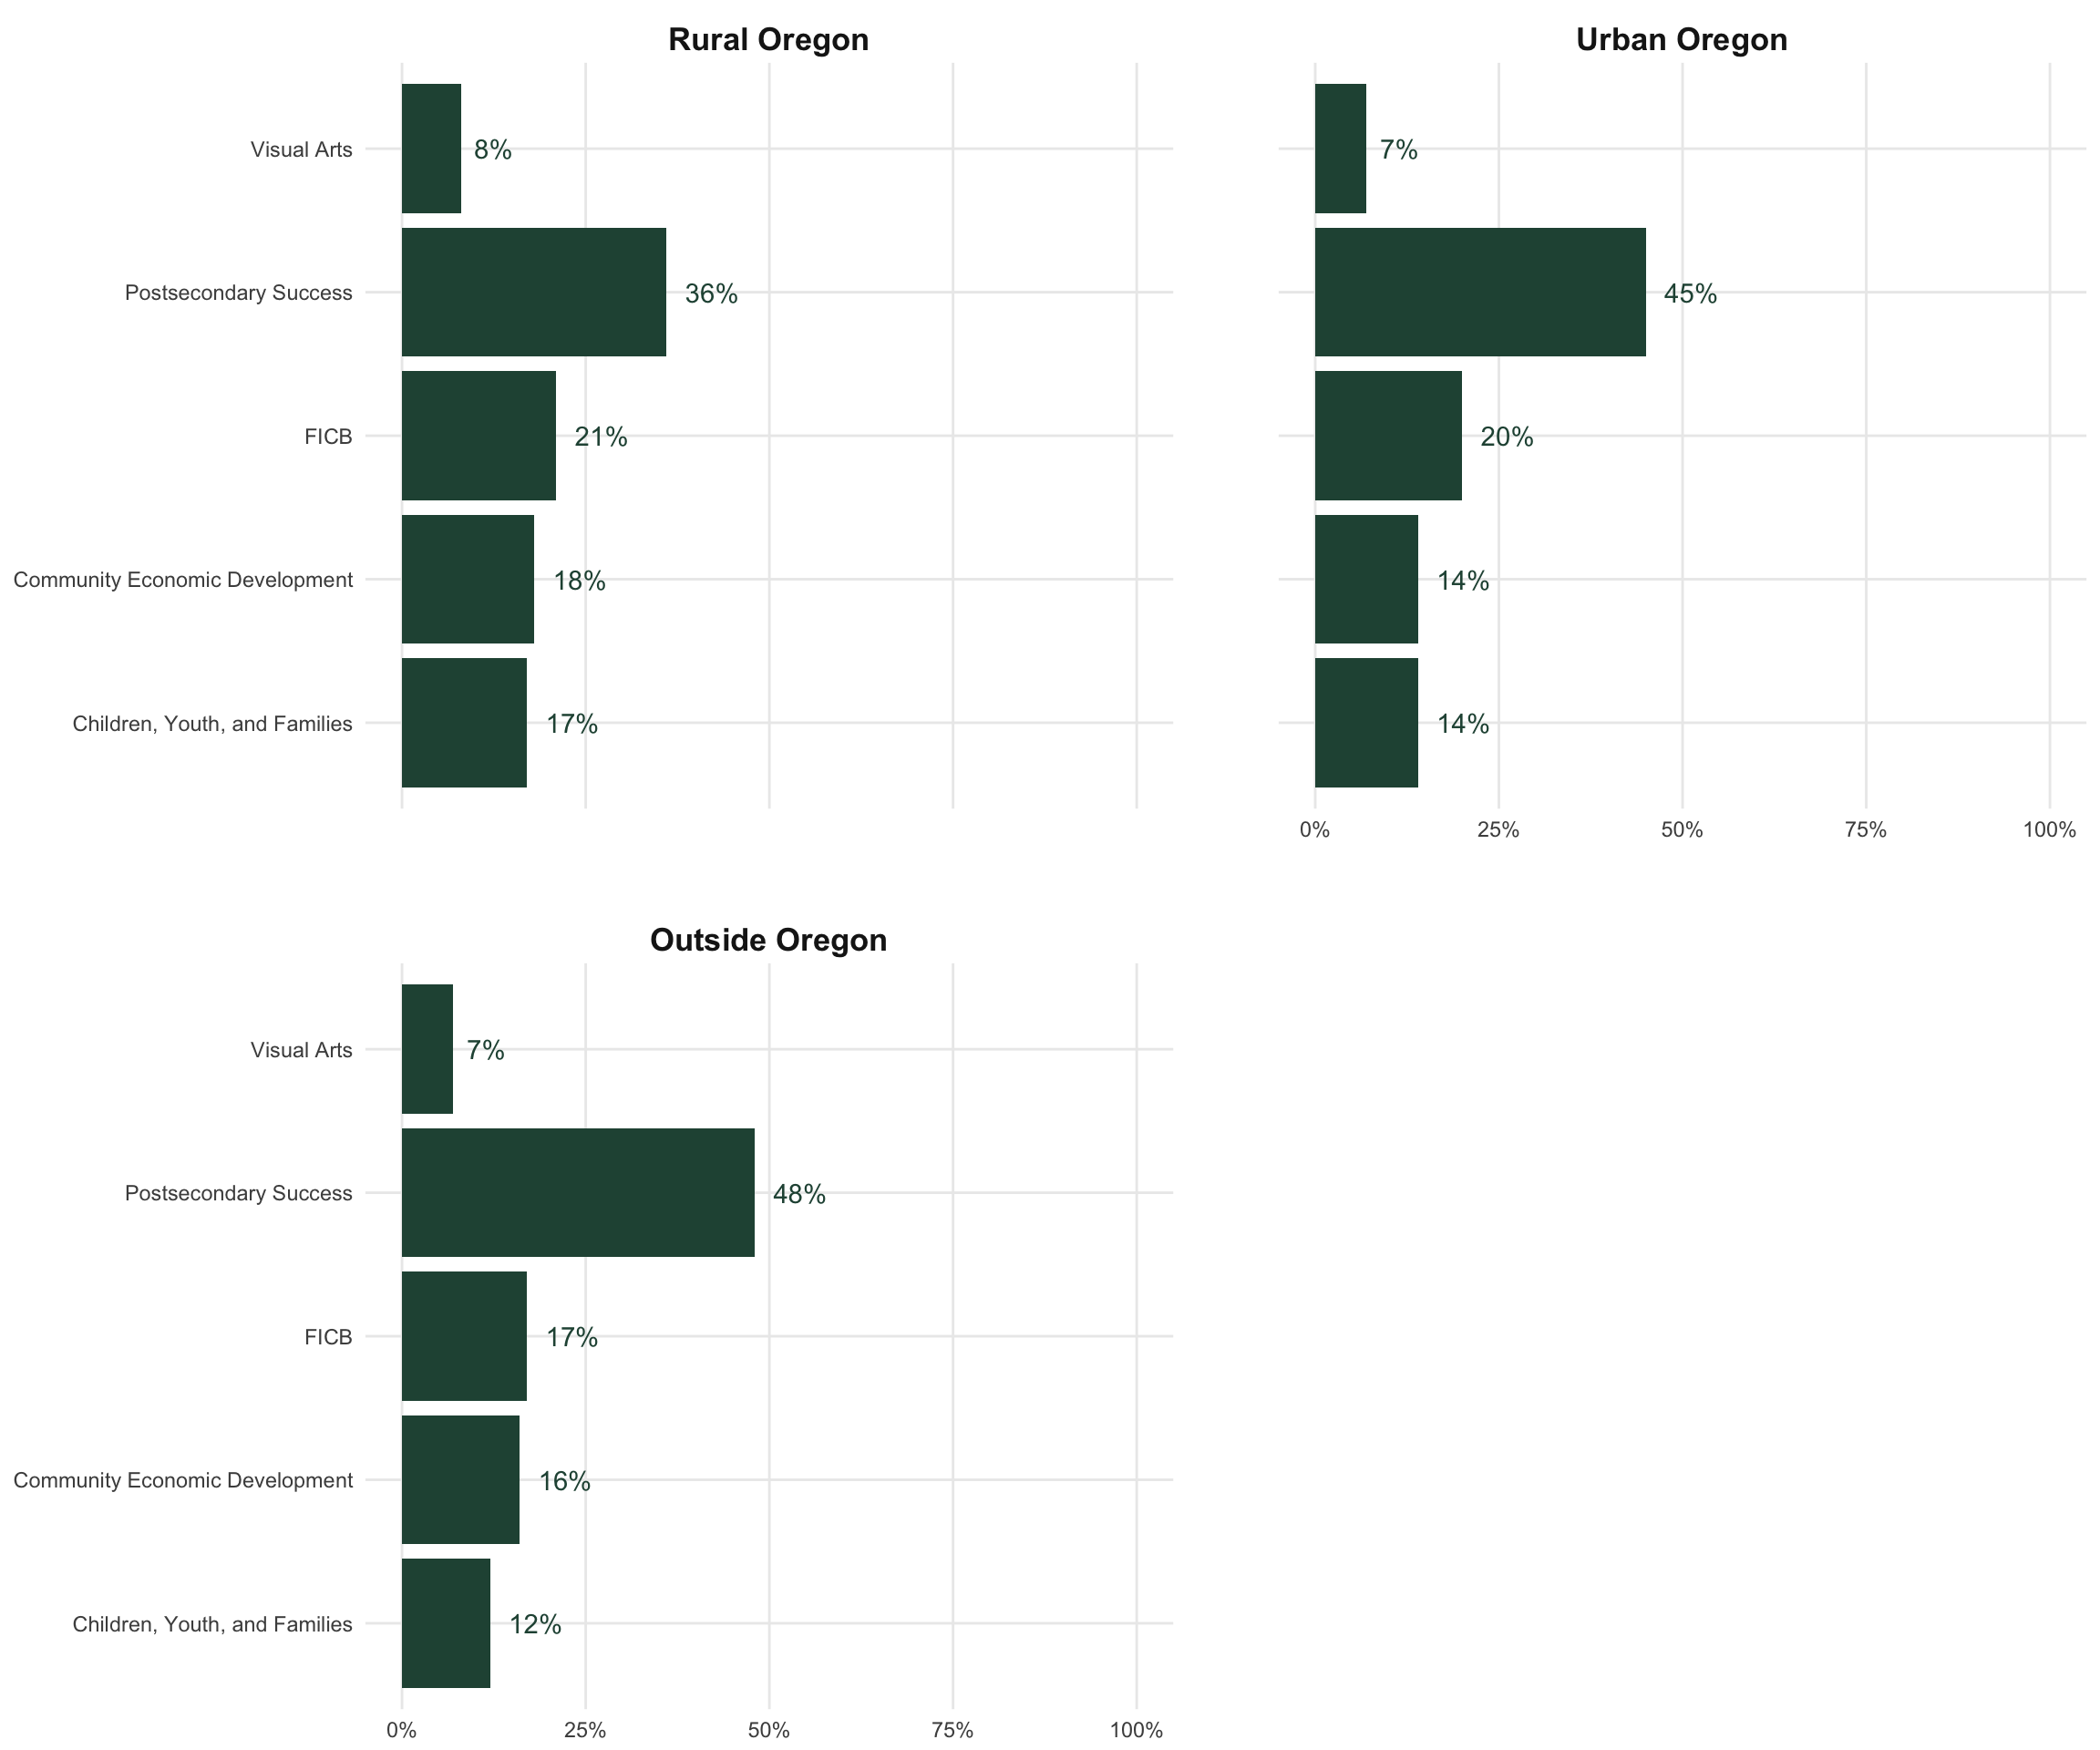 Rural Oregon
Visual Arts
8%
Postsecondary Success
36%
FICB
21%
Community Economic Development
18%
Children, Youth, and Families
17%
Urban Oregon
7%
45%
20%
14%
14%
0% 25% 50% 75% 100%
Outside Oregon
Visual Arts
7%
Postsecondary Success
48%
FICB
17%
Community Economic Development
16%
Children, Youth, and Families
12%
0% 25% 50% 75% 100%